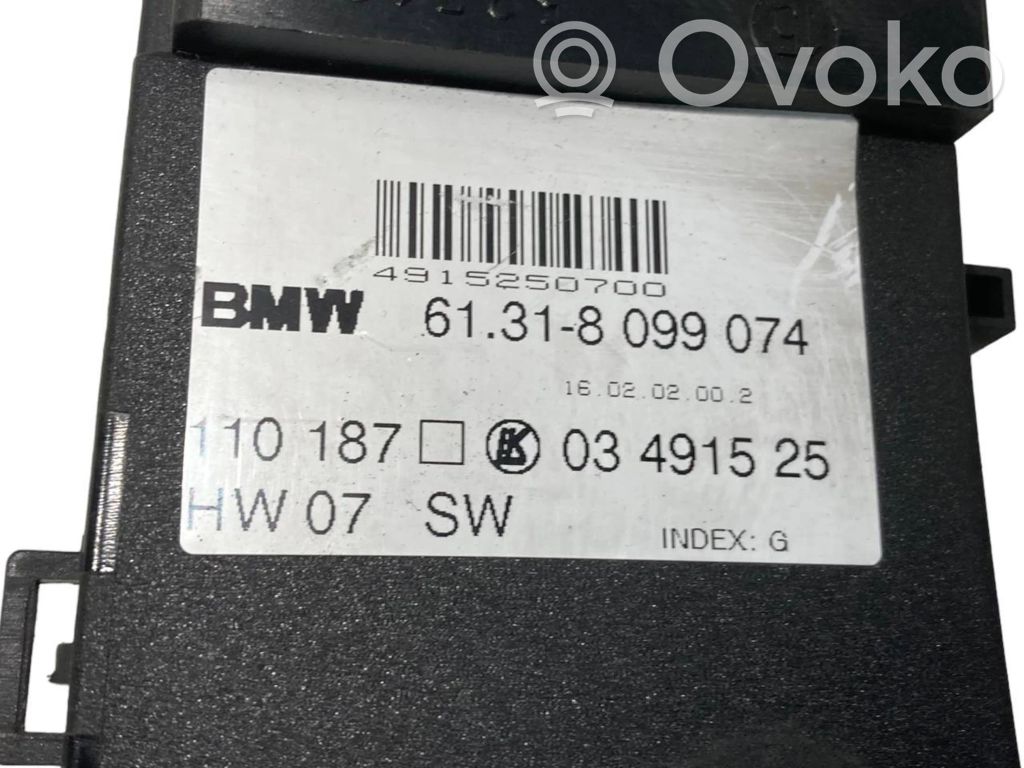 Ovoko
4915250700
BMW 61.31-8 099 074
16.02.02.00.2
110 187 03 4915 25
HW 07 SW
INDEX: G